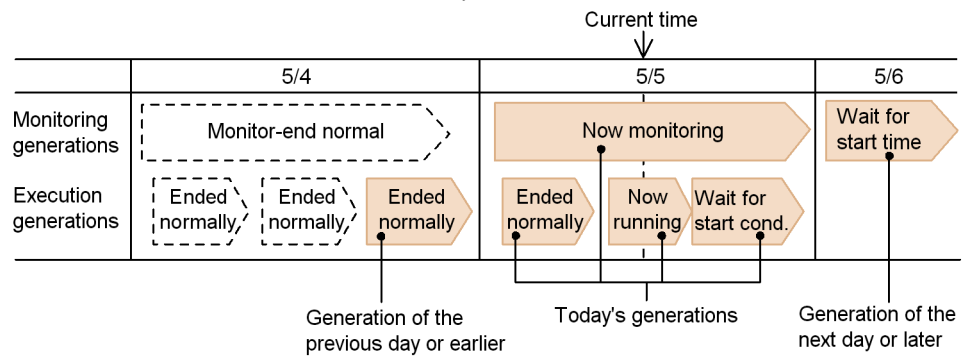 Current time
5/4
5/5
5/6
Monitoring
generations
Monitor-end normal
Now monitoring
Wait for
start time
Execution
generations
Ended
normally
Ended
normally
Ended
normally
Ended
normally
Now
running
Wait for
start cond.
Generation of the
previous day or earlier
Today's generations
Generation of the
next day or later